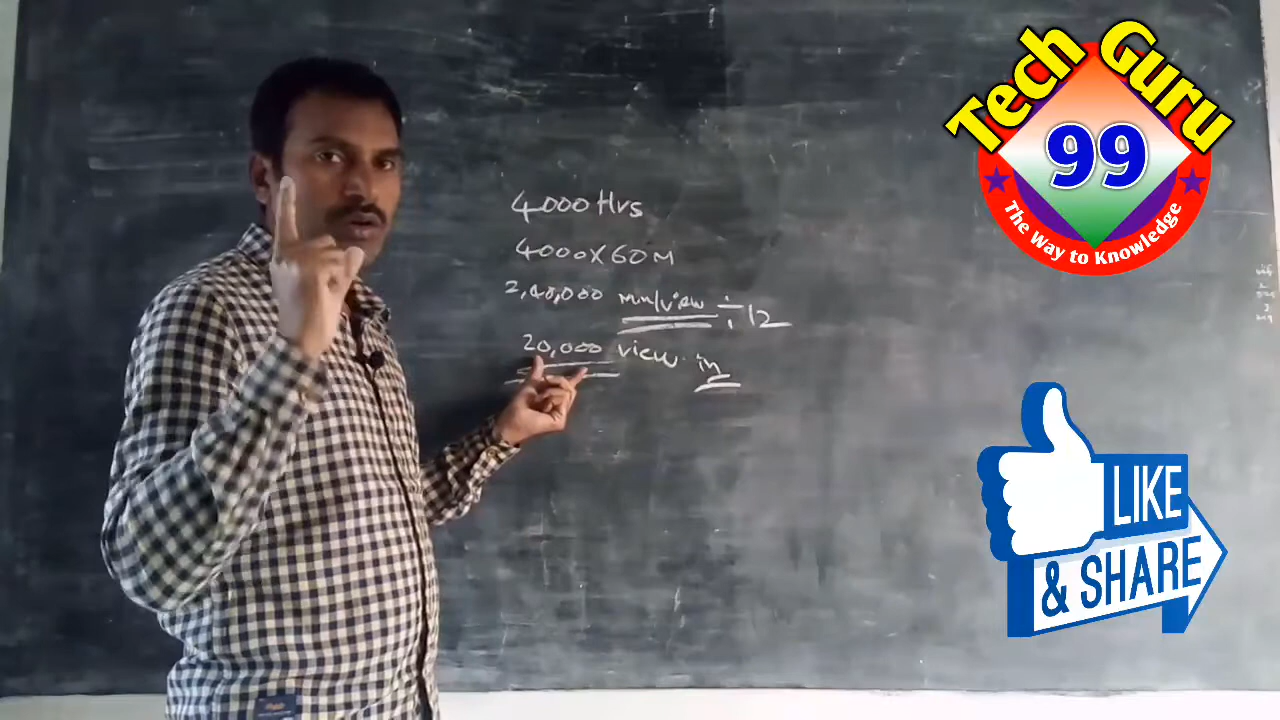 4000 Hrs
4000X60M
2,40,000 Min/view ÷ 12
20,000 view in
Tech Guru
99
The Way to Knowledge
LIKE
& SHARE